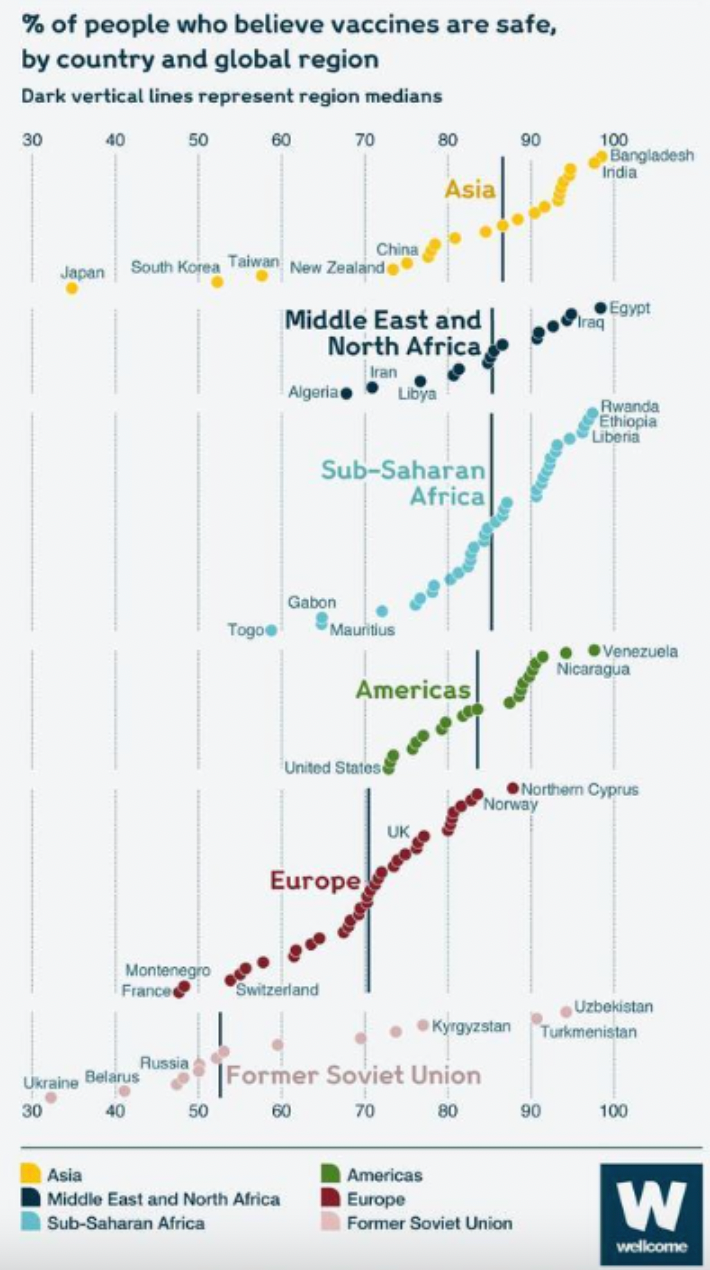 % of people who believe vaccines are safe,
by country and global region
Dark vertical lines represent region medians
30 40 50 60 70 80 90 100
Bangladesh
India
Asia
China
Taiwan
South Korea
New Zealand
Japan
Egypt
Middle East and
Iraq
North Africa
Iran
Algeria
Libya
Rwanda
Ethiopia
Liberia
Sub-Saharan
Africa
Gabon
Togo
Mauritius
Venezuela
Nicaragua
Americas
United States
Northern Cyprus
Norway
UK
Europe
Montenegro
France
Switzerland
Uzbekistan
Kyrgyzstan
Turkmenistan
Russia
Former Soviet Union
Belarus
Ukraine
30 40 50 60 70 80 90 100
Asia
Middle East and North Africa
Sub-Saharan Africa
Americas
Europe
Former Soviet Union
W
wellcome